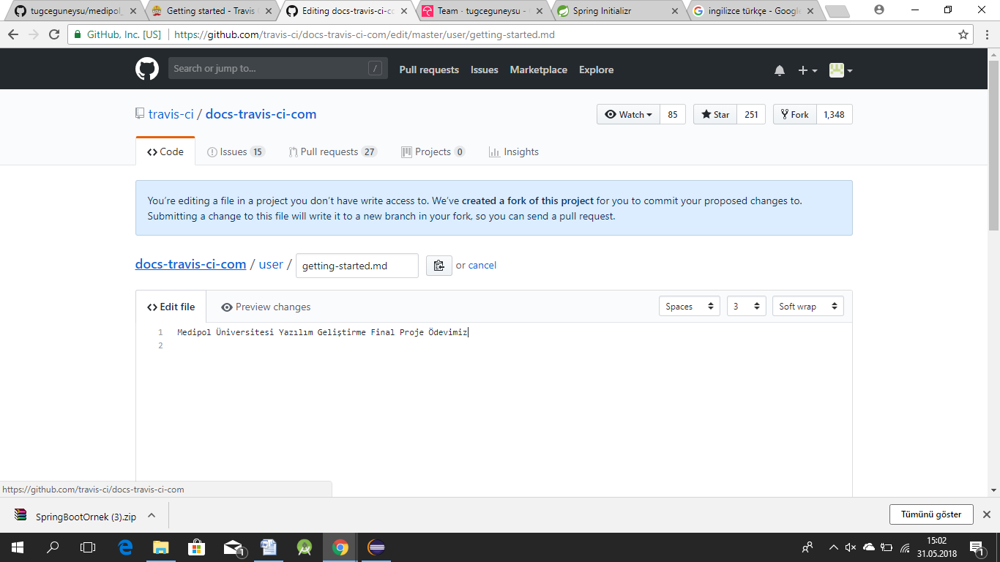 tugceguneysu/medipol_
Getting started - Travis
Editing docs-travis-ci-co
Team · tugceguneysu -
Spring Initializr
ingilizce türkçe - Google
GitHub, Inc. [US]
https://github.com/travis-ci/docs-travis-ci-com/edit/master/user/getting-started.md
Search or jump to...
/
Pull requests
Issues
Marketplace
Explore
travis-ci / docs-travis-ci-com
Watch 85
Star 251
Fork 1,348
Code
Issues 15
Pull requests 27
Projects 0
Insights
You're editing a file in a project you don't have write access to. We've created a fork of this project for you to commit your proposed changes to.
Submitting a change to this file will write it to a new branch in your fork, so you can send a pull request.
docs-travis-ci-com / user / getting-started.md or cancel
Edit file
Preview changes
Spaces
3
Soft wrap
1 Medipol Üniversitesi Yazılım Geliştirme Final Proje Ödevimiz
2
https://github.com/travis-ci/docs-travis-ci-com
SpringBootOrnek (3).zip
Tümünü göster
1
15:02
31.05.2018
1